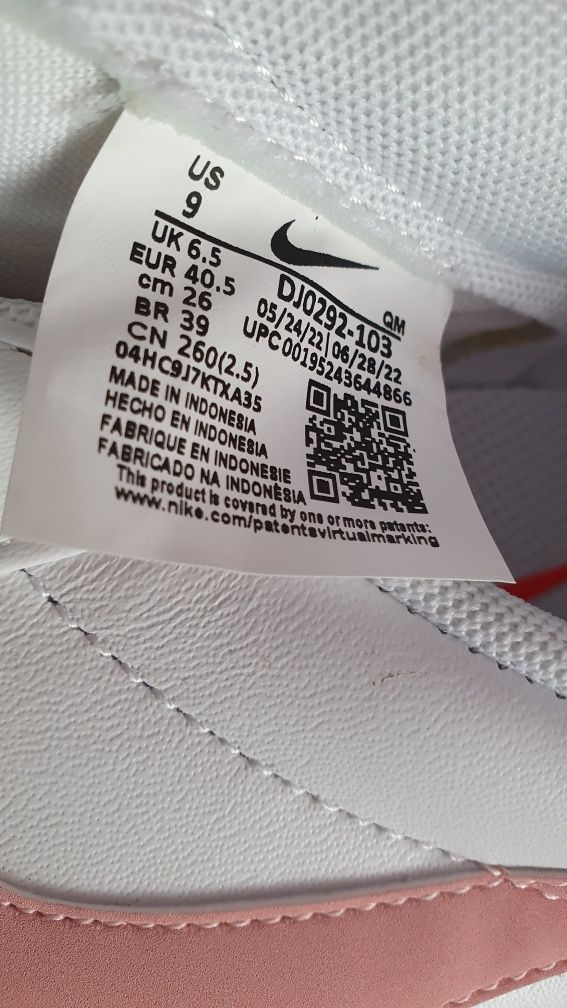 US
9
UK 6.5
EUR 40.5
cm 26
BR 39
CN 260(2.5)
QM
DJ0292-103
05/24/22|06/28/22
UPC00195243644866
04HC9J7KTXA35
MADE IN INDONESIA
HECHO EN INDONESIA
FABRIQUE EN INDONESIE
FABRICADO NA INDONÉSIA
This product is covered by one or more patents:
www.nike.com/patentsvirtualmarking